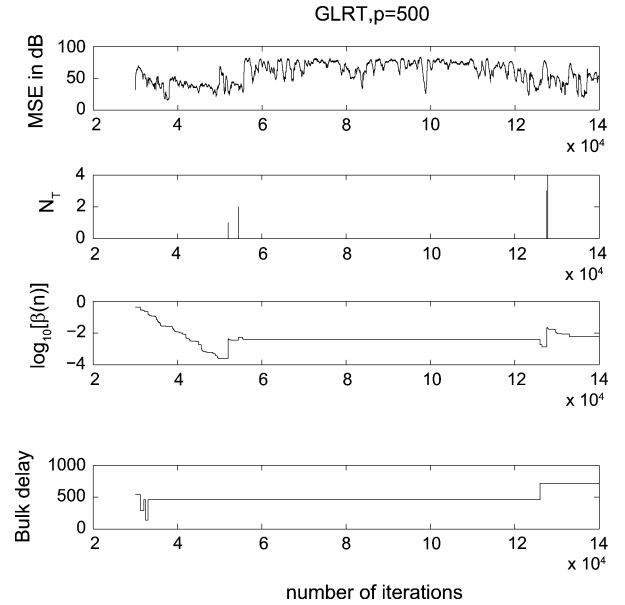 GLRT,p=500
MSE in dB
100
50
0
2 4 6 8 10 12 14
x 10⁴
N_T
4
2
0
2 4 6 8 10 12 14
x 10⁴
log₁₀[β(n)]
0
−2
−4
2 4 6 8 10 12 14
x 10⁴
Bulk delay
1000
500
0
2 4 6 8 10 12 14
x 10⁴
number of iterations